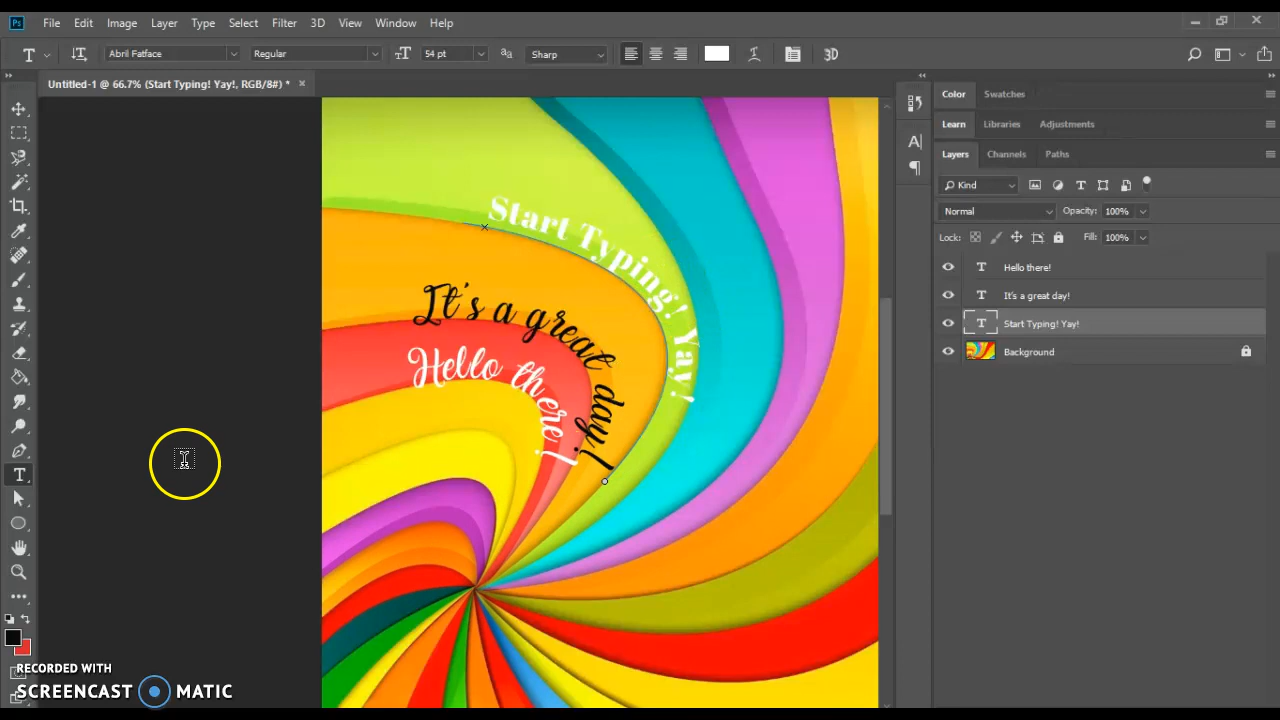 Ps File Edit Image Layer Type Select Filter 3D View Window Help
T Abril Fatface Regular 54 pt Sharp 3D
Untitled-1 @ 66.7% (Start Typing! Yay!, RGB/8#) * ×
Color Swatches
Learn Libraries Adjustments
Layers Channels Paths
Kind
Normal Opacity: 100%
Lock: Fill: 100%
T Hello there!
T It's a great day!
T Start Typing! Yay!
Background
Start Typing! Yay!
It's a great day!
Hello there!
RECORDED WITH
SCREENCAST MATIC